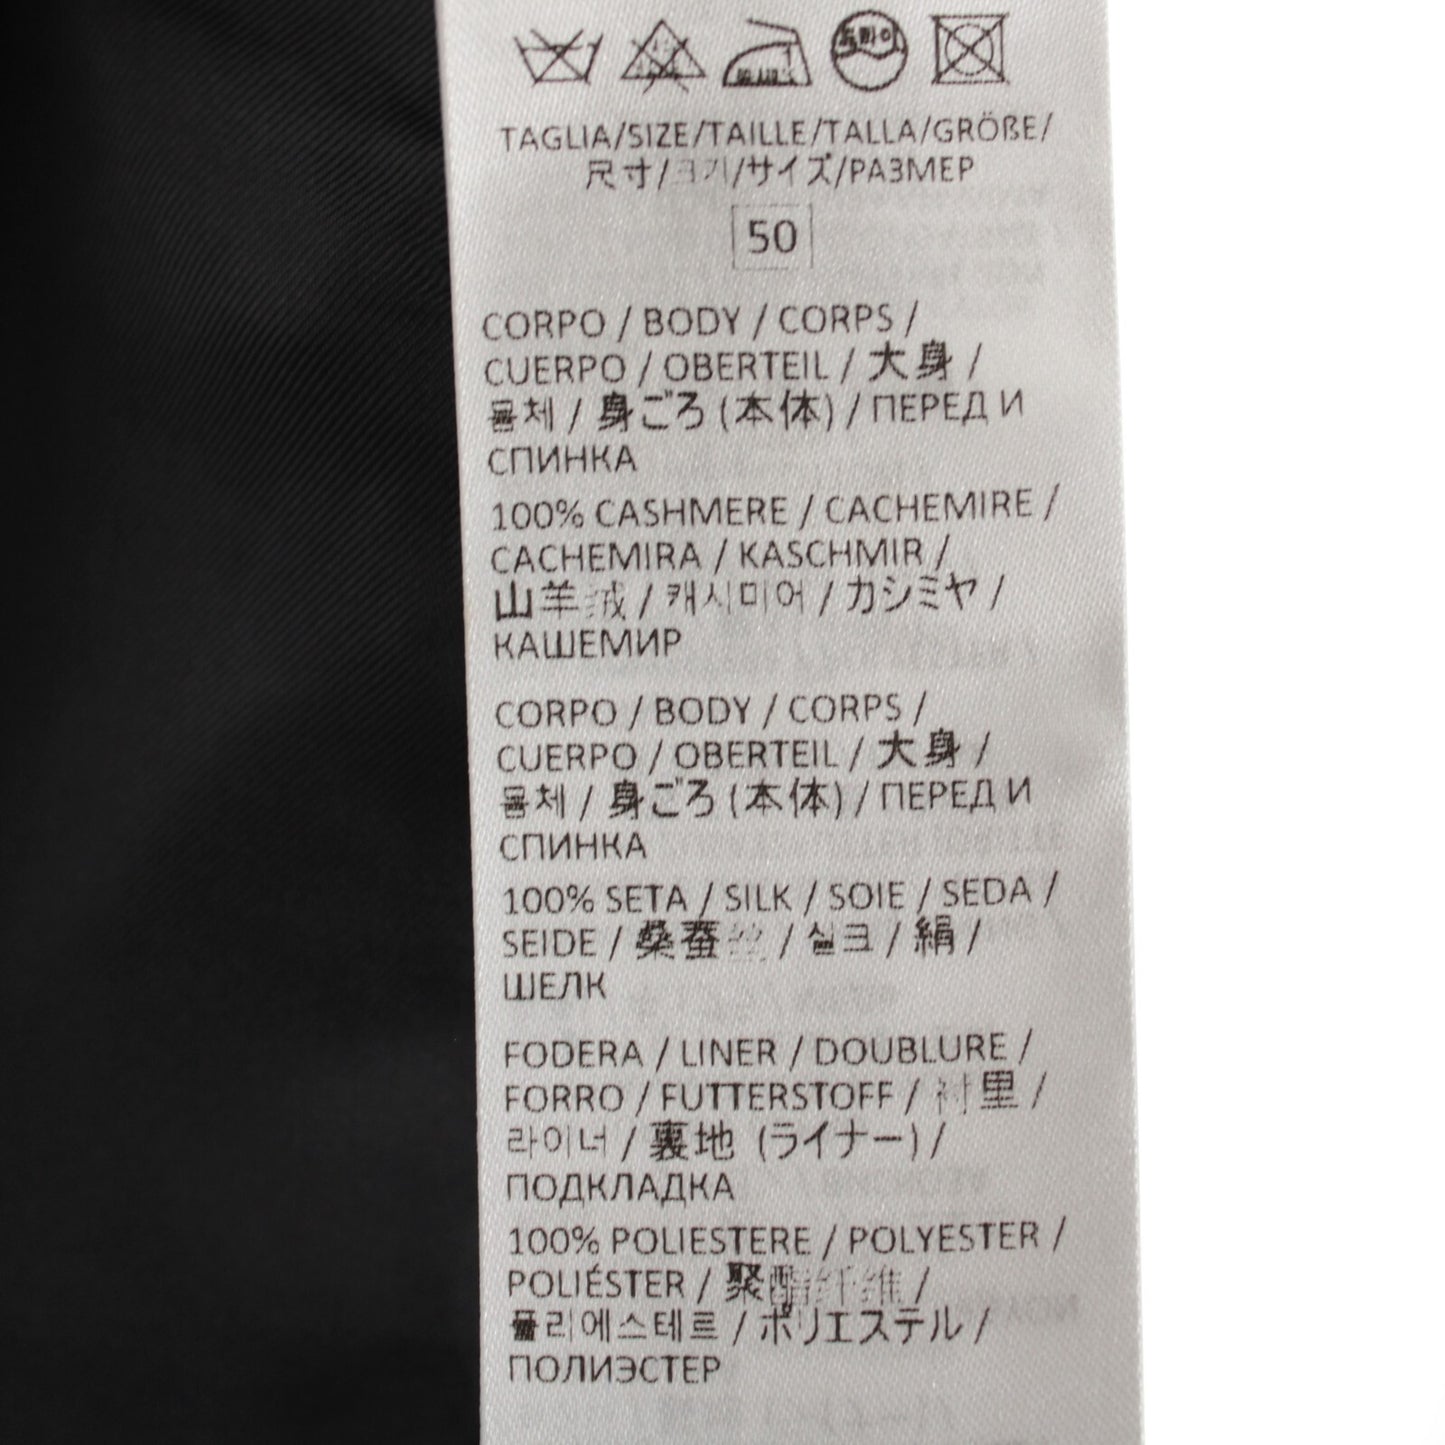 드라이
TAGLIA/SIZE/TAILLE/TALLA/GRÖßE/
尺寸/크기/サイズ/РАЗМЕР
50
CORPO / BODY / CORPS /
CUERPO / OBERTEIL / 大身 /
몸체 / 身ごろ (本体) / ПЕРЕД И
СПИНКА
100% CASHMERE / CACHEMIRE /
CACHEMIRA / KASCHMIR /
山羊绒 / 캐시미어 / カシミヤ /
КАШЕМИР
CORPO / BODY / CORPS /
CUERPO / OBERTEIL / 大身 /
몸체 / 身ごろ (本体) / ПЕРЕД И
СПИНКА
100% SETA / SILK / SOIE / SEDA /
SEIDE / 桑蚕丝 / 실크 / 絹 /
ШЕЛК
FODERA / LINER / DOUBLURE /
FORRO / FUTTERSTOFF / 衬里 /
라이너 / 裏地 (ライナー) /
ПОДКЛАДКА
100% POLIESTERE / POLYESTER /
POLIÉSTER / 聚酯纤维 /
폴리에스테르 / ポリエステル /
ПОЛИЭСТЕР